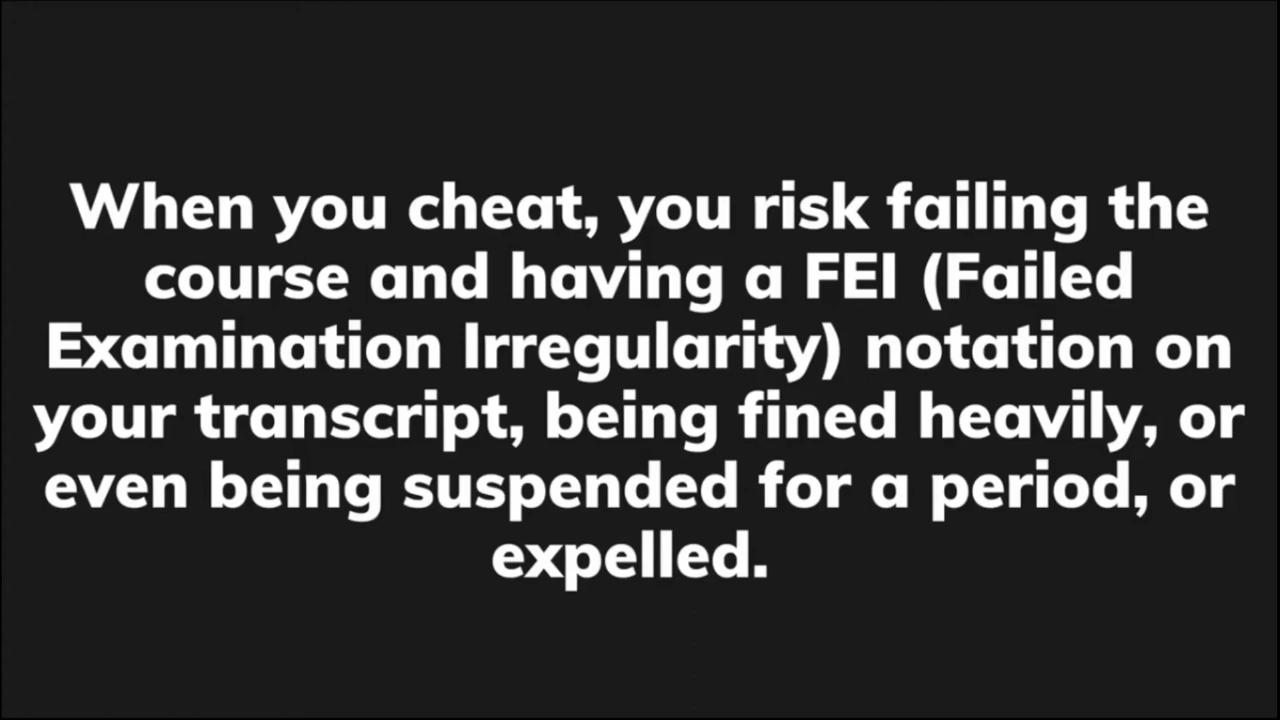 When you cheat, you risk failing the
course and having a FEI (Failed
Examination Irregularity) notation on
your transcript, being fined heavily, or
even being suspended for a period, or
expelled.